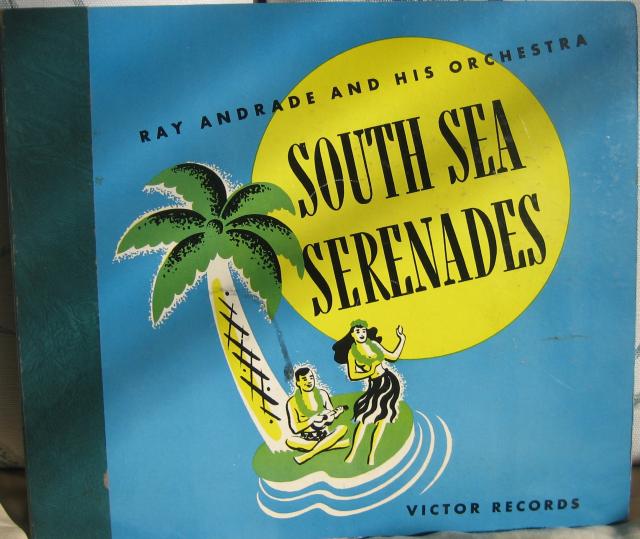 RAY ANDRADE AND HIS ORCHESTRA
SOUTH SEA
SERENADES
VICTOR RECORDS